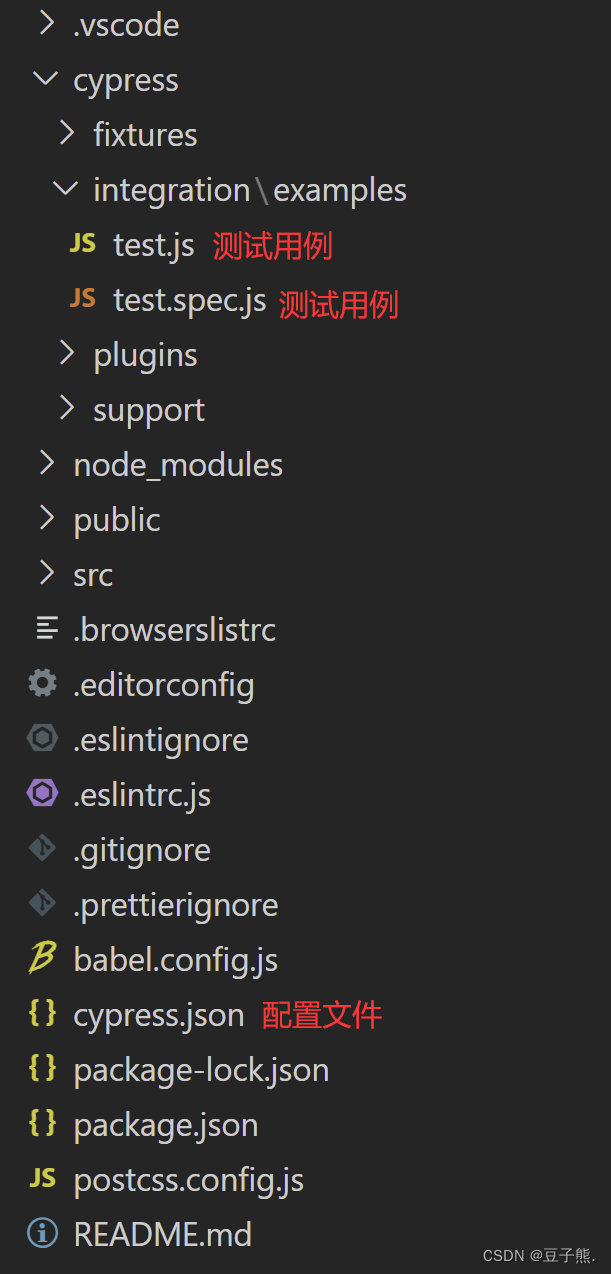 .vscode
cypress
fixtures
integration\examples
JS test.js 测试用例
JS test.spec.js 测试用例
plugins
support
node_modules
public
src
.browserslistrc
.editorconfig
.eslintignore
.eslintrc.js
.gitignore
.prettierignore
babel.config.js
{} cypress.json 配置文件
{} package-lock.json
{} package.json
JS postcss.config.js
README.md
CSDN @豆子熊.